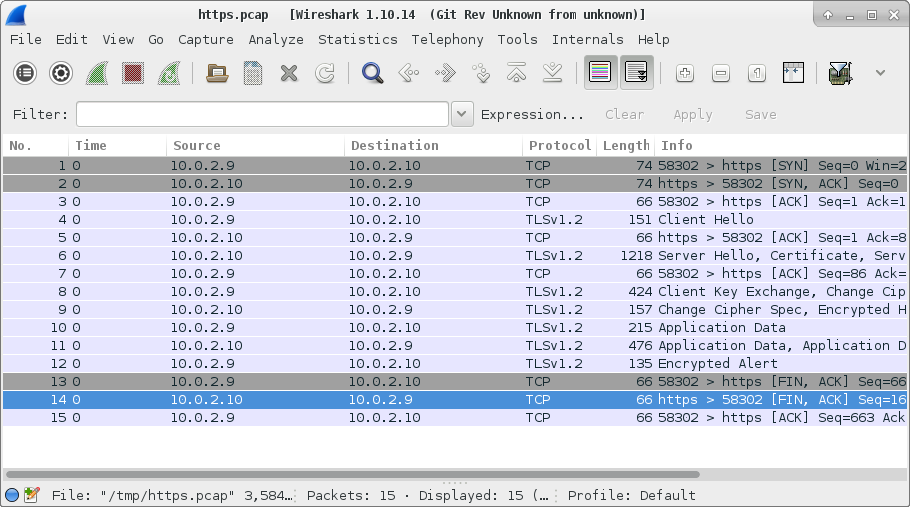 https.pcap [Wireshark 1.10.14 (Git Rev Unknown from unknown)]
File Edit View Go Capture Analyze Statistics Telephony Tools Internals Help
Filter: Expression... Clear Apply Save
No. Time Source Destination Protocol Length Info
1 0 10.0.2.9 10.0.2.10 TCP 74 58302 > https [SYN] Seq=0 Win=2
2 0 10.0.2.10 10.0.2.9 TCP 74 https > 58302 [SYN, ACK] Seq=0
3 0 10.0.2.9 10.0.2.10 TCP 66 58302 > https [ACK] Seq=1 Ack=1
4 0 10.0.2.9 10.0.2.10 TLSv1.2 151 Client Hello
5 0 10.0.2.10 10.0.2.9 TCP 66 https > 58302 [ACK] Seq=1 Ack=8
6 0 10.0.2.10 10.0.2.9 TLSv1.2 1218 Server Hello, Certificate, Serv
7 0 10.0.2.9 10.0.2.10 TCP 66 58302 > https [ACK] Seq=86 Ack=
8 0 10.0.2.9 10.0.2.10 TLSv1.2 424 Client Key Exchange, Change Cip
9 0 10.0.2.10 10.0.2.9 TLSv1.2 157 Change Cipher Spec, Encrypted H
10 0 10.0.2.9 10.0.2.10 TLSv1.2 215 Application Data
11 0 10.0.2.10 10.0.2.9 TLSv1.2 476 Application Data, Application D
12 0 10.0.2.9 10.0.2.10 TLSv1.2 135 Encrypted Alert
13 0 10.0.2.9 10.0.2.10 TCP 66 58302 > https [FIN, ACK] Seq=66
14 0 10.0.2.10 10.0.2.9 TCP 66 https > 58302 [FIN, ACK] Seq=16
15 0 10.0.2.9 10.0.2.10 TCP 66 58302 > https [ACK] Seq=663 Ack
File: "/tmp/https.pcap" 3,584... Packets: 15 · Displayed: 15 (... Profile: Default